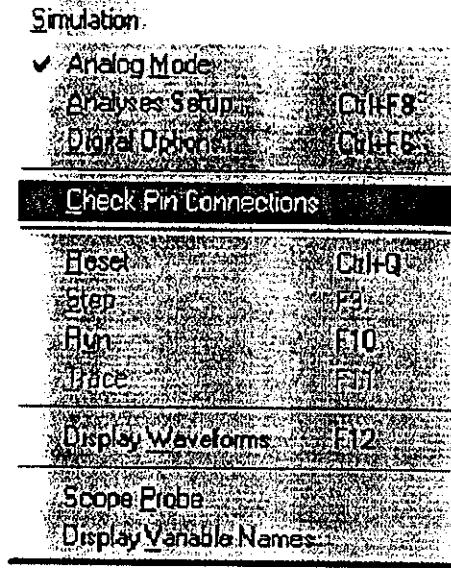 Simulation
✓ Analog Mode
Analyses Setup... Ctrl+F8
Digital Options... Ctrl+F6
Check Pin Connections
Reset Ctrl+Q
Step F9
Run F10
Trace F11
Display Waveforms F12
Scope Probe
Display Variable Names...